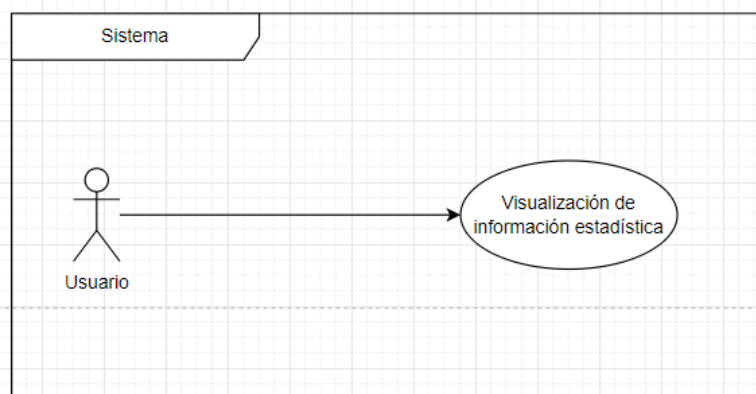 Sistema
Visualización de
información estadística
Usuario